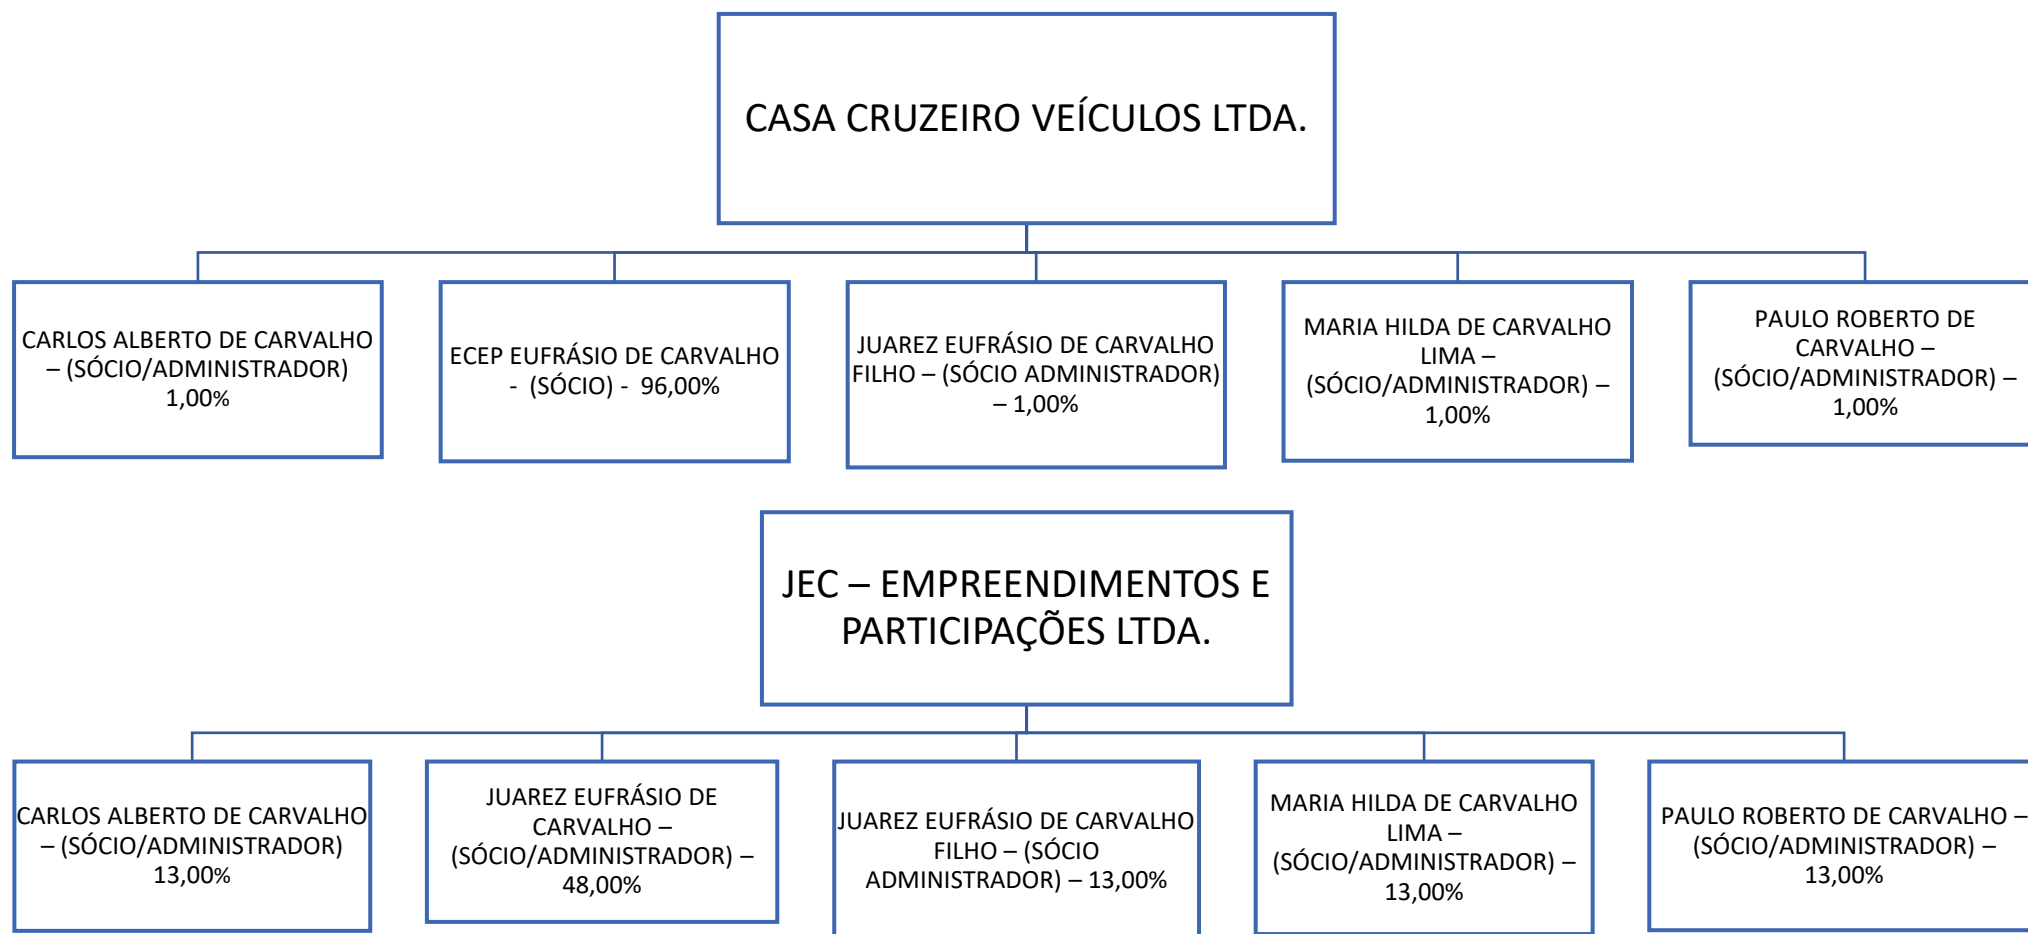 CASA CRUZEIRO VEÍCULOS LTDA.
CARLOS ALBERTO DE CARVALHO
– (SÓCIO/ADMINISTRADOR)
1,00%
ECEP EUFRÁSIO DE CARVALHO
- (SÓCIO) - 96,00%
JUAREZ EUFRÁSIO DE CARVALHO
FILHO – (SÓCIO ADMINISTRADOR)
– 1,00%
MARIA HILDA DE CARVALHO
LIMA –
(SÓCIO/ADMINISTRADOR) –
1,00%
PAULO ROBERTO DE
CARVALHO –
(SÓCIO/ADMINISTRADOR) –
1,00%
JEC – EMPREENDIMENTOS E
PARTICIPAÇÕES LTDA.
CARLOS ALBERTO DE CARVALHO
– (SÓCIO/ADMINISTRADOR)
13,00%
JUAREZ EUFRÁSIO DE
CARVALHO –
(SÓCIO/ADMINISTRADOR) –
48,00%
JUAREZ EUFRÁSIO DE CARVALHO
FILHO – (SÓCIO
ADMINISTRADOR) – 13,00%
MARIA HILDA DE CARVALHO
LIMA –
(SÓCIO/ADMINISTRADOR) –
13,00%
PAULO ROBERTO DE CARVALHO –
(SÓCIO/ADMINISTRADOR) –
13,00%